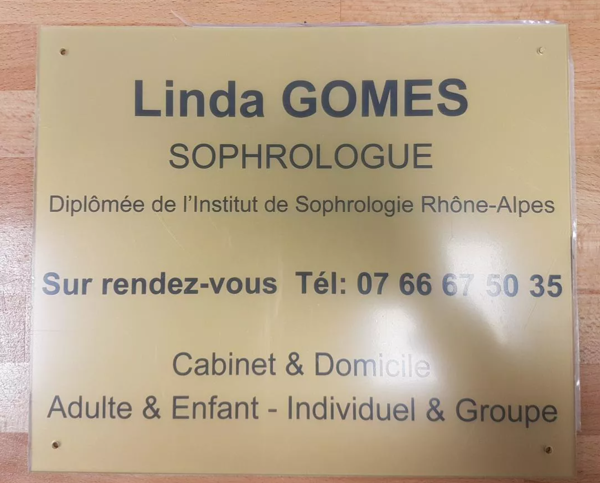 Linda GOMES
SOPHROLOGUE
Diplômée de l'Institut de Sophrologie Rhône-Alpes
Sur rendez-vous Tél: 07 66 67 50 35
Cabinet & Domicile
Adulte & Enfant - Individuel & Groupe